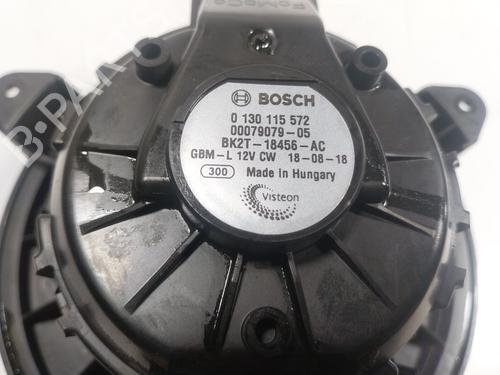 FoMoCo
BOSCH
0 130 115 572
00079079-05
BK2T-18456-AC
GBM-L 12V CW 18-08-18
300 Made in Hungary
Visteon